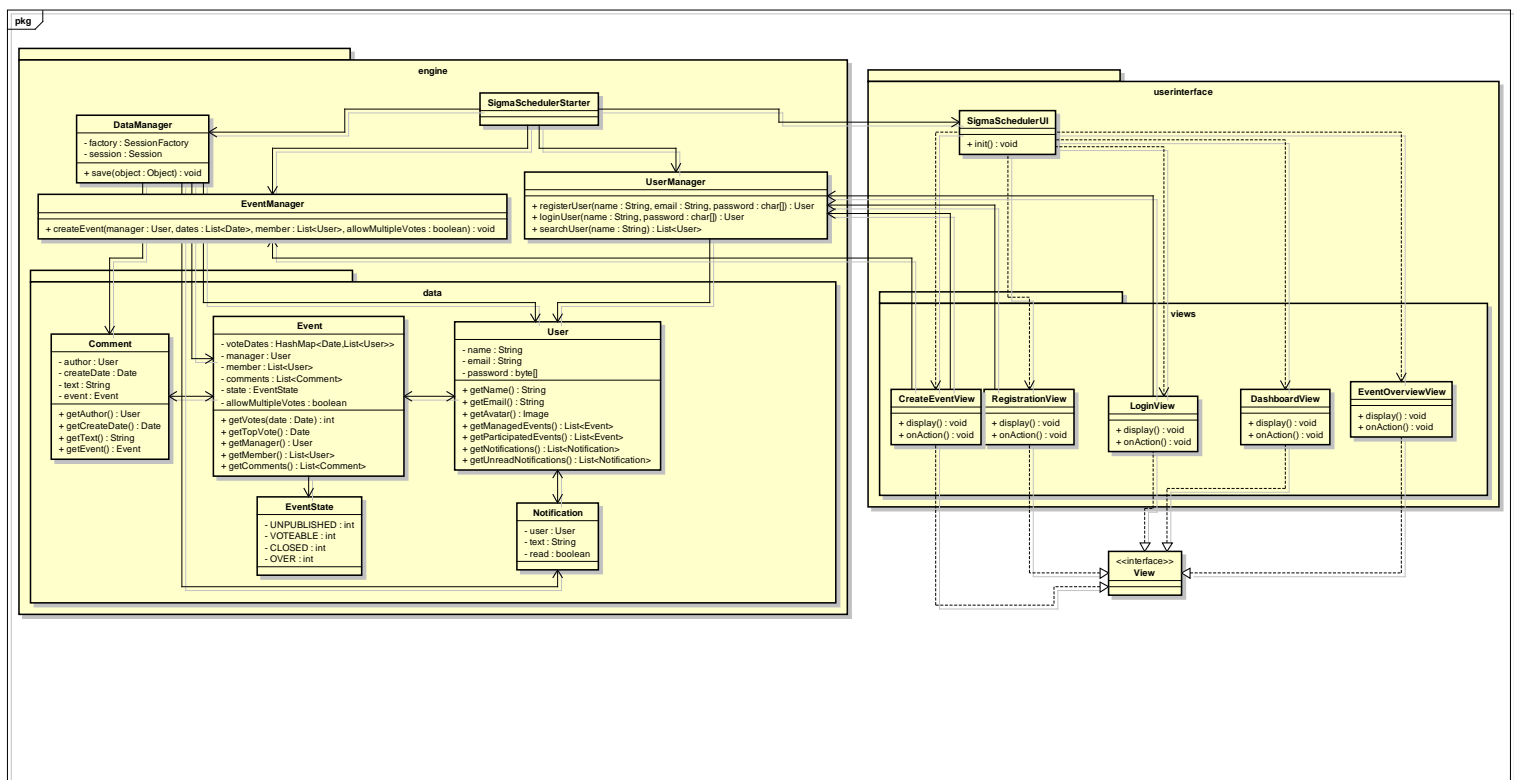 pkg
engine
SigmaSchedulerStarter
DataManager
- factory : SessionFactory
- session : Session
+ save(object : Object) : void
EventManager
+ createEvent(manager : User, dates : List<Date>, member : List<User>, allowMultipleVotes : boolean) : void
UserManager
+ registerUser(name : String, email : String, password : char[]) : User
+ loginUser(name : String, password : char[]) : User
+ searchUser(name : String) : List<User>
data
Comment
- author : User
- createDate : Date
- text : String
- event : Event
+ getAuthor() : User
+ getCreateDate() : Date
+ getText() : String
+ getEvent() : Event
Event
- voteDates : HashMap<Date,List<User>>
- manager : User
- member : List<User>
- comments : List<Comment>
- state : EventState
- allowMultipleVotes : boolean
+ getVotes(date : Date) : int
+ getTopVote() : Date
+ getManager() : User
+ getMember() : List<User>
+ getComments() : List<Comment>
User
- name : String
- email : String
- password : byte[]
+ getName() : String
+ getEmail() : String
+ getAvatar() : Image
+ getManagedEvents() : List<Event>
+ getParticipatedEvents() : List<Event>
+ getNotifications() : List<Notification>
+ getUnreadNotifications() : List<Notification>
EventState
- UNPUBLISHED : int
- VOTEABLE : int
- CLOSED : int
- OVER : int
Notification
- user : User
- text : String
- read : boolean
userinterface
SigmaSchedulerUI
+ init() : void
views
CreateEventView
+ display() : void
+ onAction() : void
RegistrationView
+ display() : void
+ onAction() : void
LoginView
+ display() : void
+ onAction() : void
DashboardView
+ display() : void
+ onAction() : void
EventOverviewView
+ display() : void
+ onAction() : void
<<interface>>
View